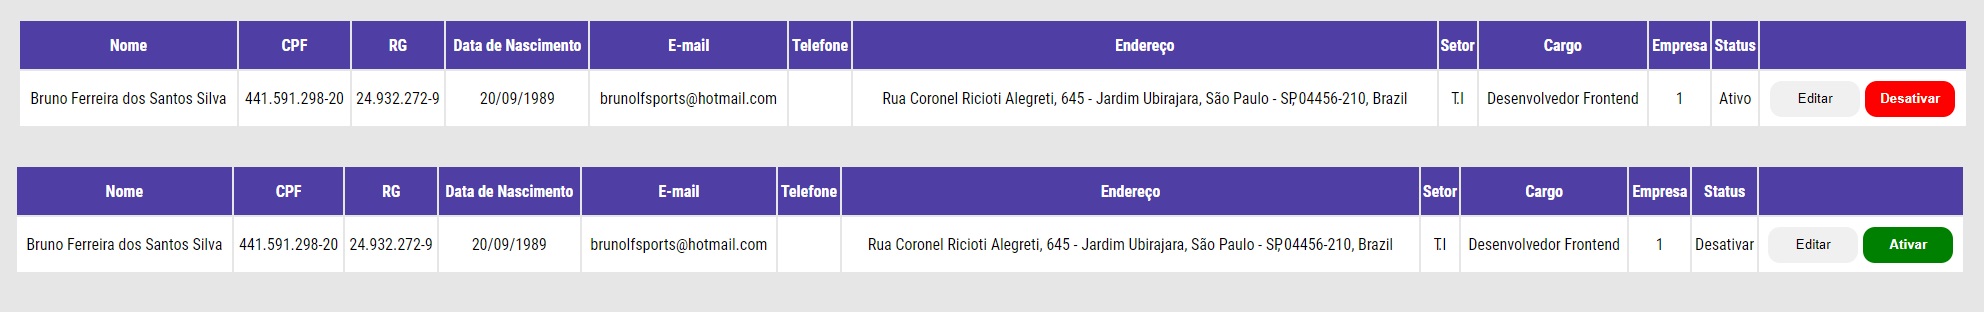 Nome CPF RG Data de Nascimento E-mail Telefone Endereço Setor Cargo Empresa Status
Bruno Ferreira dos Santos Silva 441.591.298-20 24.932.272-9 20/09/1989 brunolfsports@hotmail.com Rua Coronel Ricioti Alegreti, 645 - Jardim Ubirajara, São Paulo - SP, 04456-210, Brazil T.I Desenvolvedor Frontend 1 Ativo Editar Desativar
Nome CPF RG Data de Nascimento E-mail Telefone Endereço Setor Cargo Empresa Status
Bruno Ferreira dos Santos Silva 441.591.298-20 24.932.272-9 20/09/1989 brunolfsports@hotmail.com Rua Coronel Ricioti Alegreti, 645 - Jardim Ubirajara, São Paulo - SP, 04456-210, Brazil T.I Desenvolvedor Frontend 1 Desativar Editar Ativar